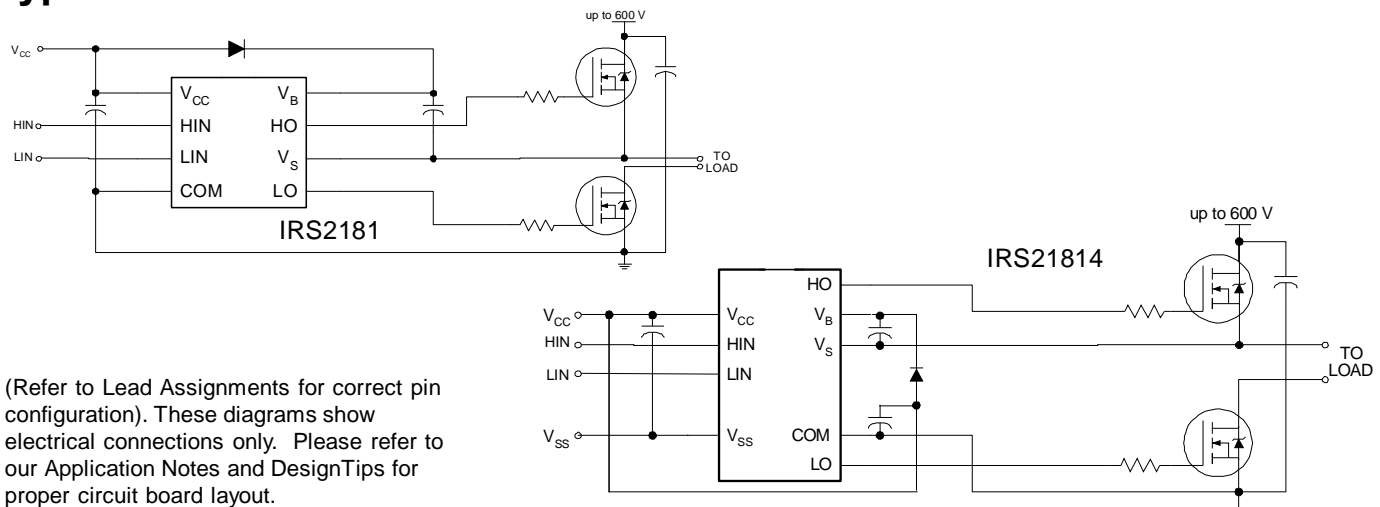 up to 600 V
VCC
VCC VB
HIN HIN HO
LIN LIN VS
TO
LOAD
COM LO
IRS2181
up to 600 V
IRS21814
HO
VCC VCC VB
HIN HIN VS
LIN LIN
TO
LOAD
VSS VSS COM
LO
(Refer to Lead Assignments for correct pin
configuration). These diagrams show
electrical connections only. Please refer to
our Application Notes and DesignTips for
proper circuit board layout.